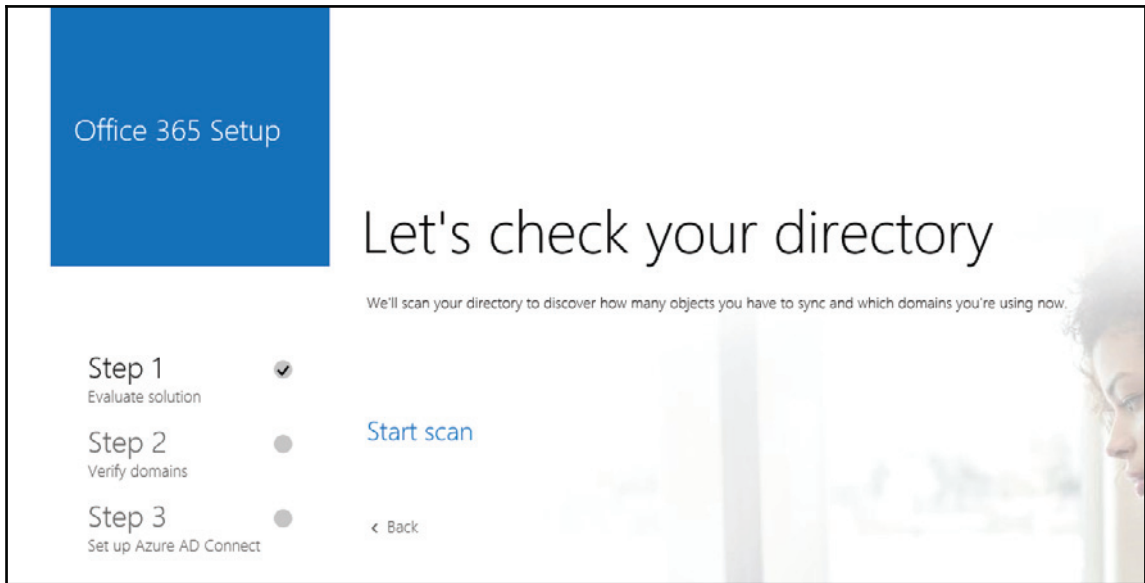 Office 365 Setup
Let's check your directory
We'll scan your directory to discover how many objects you have to sync and which domains you're using now.
Step 1
Evaluate solution
Step 2
Verify domains
Step 3
Set up Azure AD Connect
Start scan
< Back